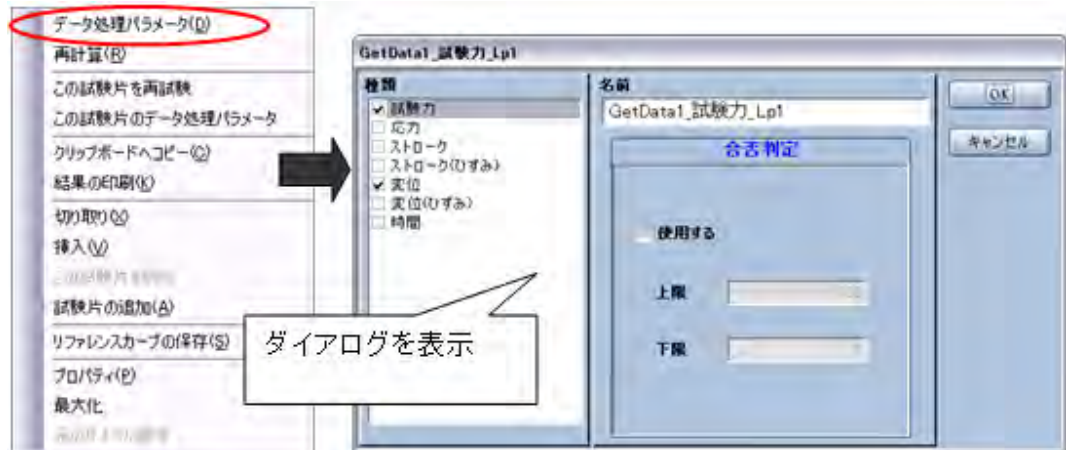 データ処理パラメータ(D)
再計算(R)
この試験片を再試験
この試験片のデータ処理パラメータ
クリップボードへコピー(C)
結果の印刷(K)
切り取り(X)
挿入(V)
試験片の追加(A)
リファレンスカーブの保存(S)
プロパティ(P)
最大化
GetData1_試験力_Lp1
種類
試験力
応力
ストローク
ストローク(ひずみ)
変位
変位(ひずみ)
時間
ダイアログを表示
名前
GetData1_試験力_Lp1
合否判定
使用する
上限
下限
OK
キャンセル